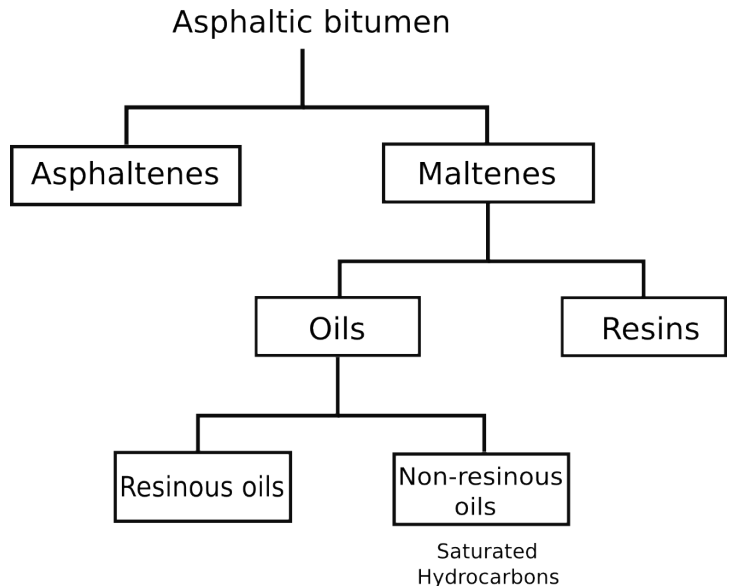 Asphaltic bitumen
Asphaltenes
Maltenes
Oils
Resins
Resinous oils
Non-resinous
oils
Saturated
Hydrocarbons